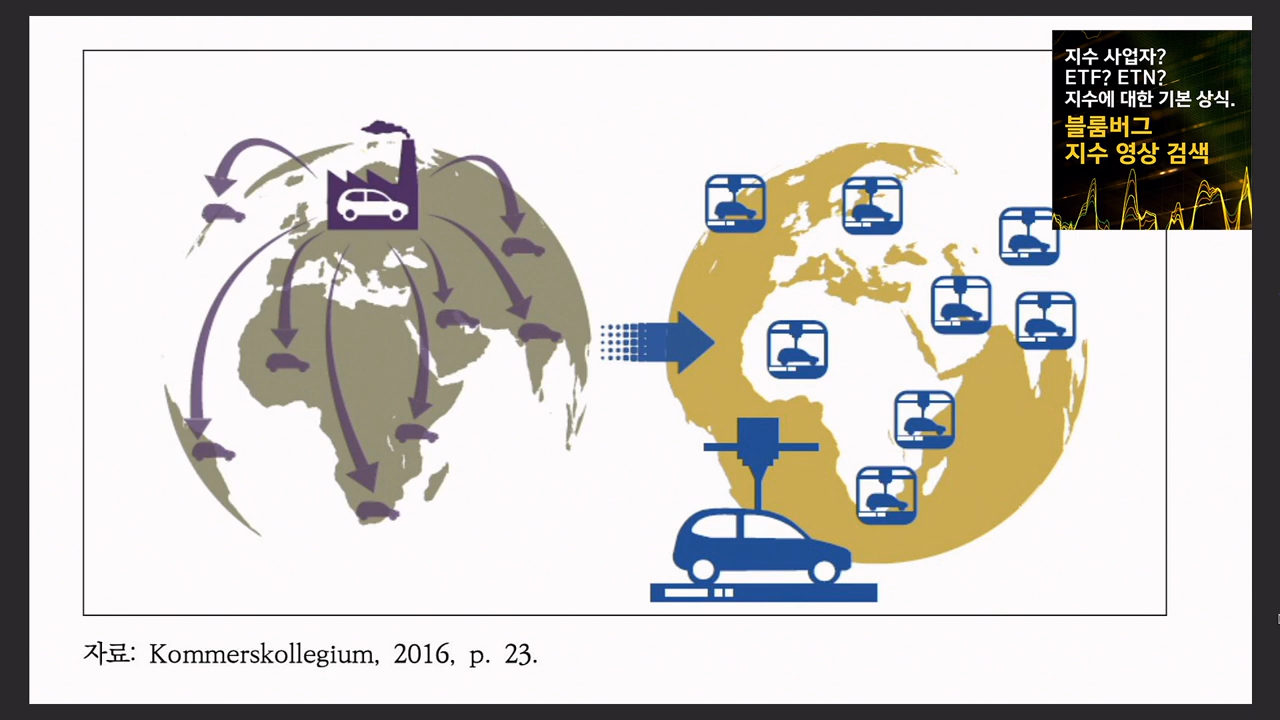 지수 사업자?
ETF? ETN?
지수에 대한 기본 상식.
블룸버그
지수 영상 검색
자료: Kommerskollegium, 2016, p. 23.